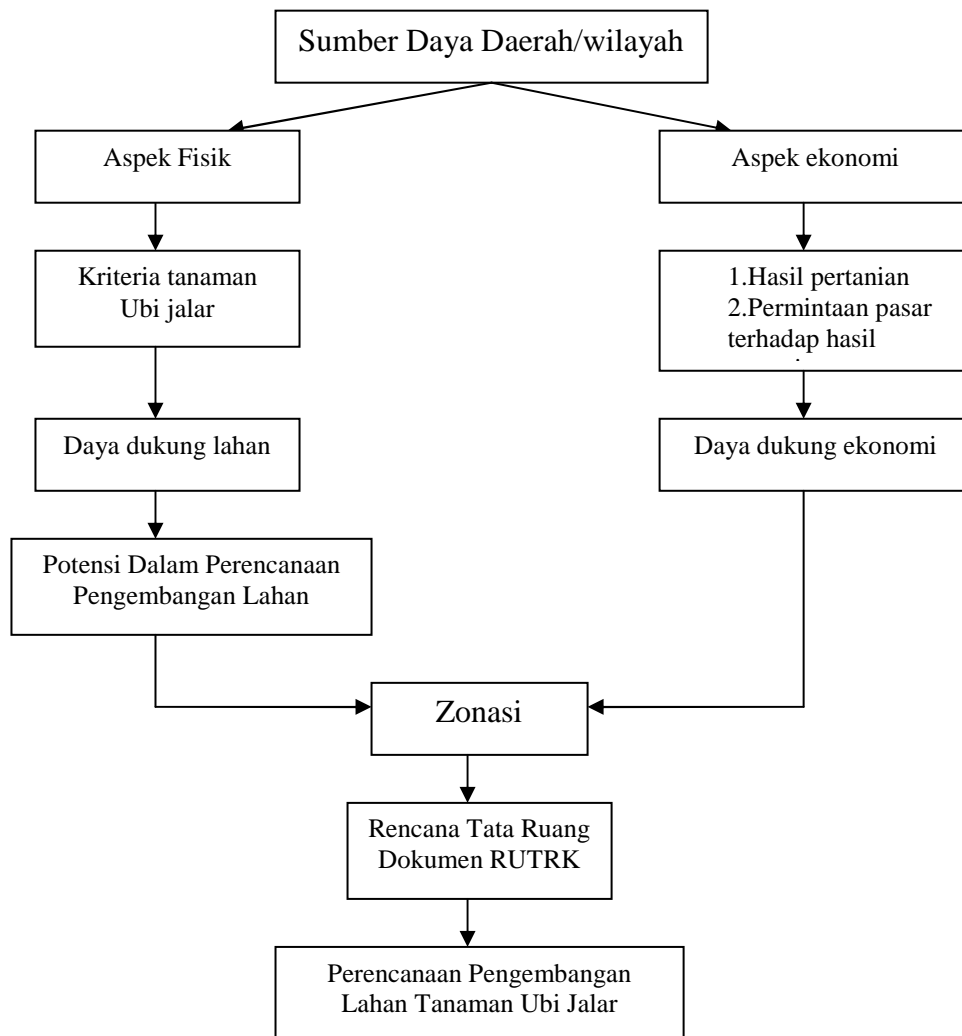 Sumber Daya Daerah/wilayah
Aspek Fisik
Aspek ekonomi
Kriteria tanaman
Ubi jalar
1.Hasil pertanian
2.Permintaan pasar
terhadap hasil
Daya dukung lahan
Daya dukung ekonomi
Potensi Dalam Perencanaan
Pengembangan Lahan
Zonasi
Rencana Tata Ruang
Dokumen RUTRK
Perencanaan Pengembangan
Lahan Tanaman Ubi Jalar